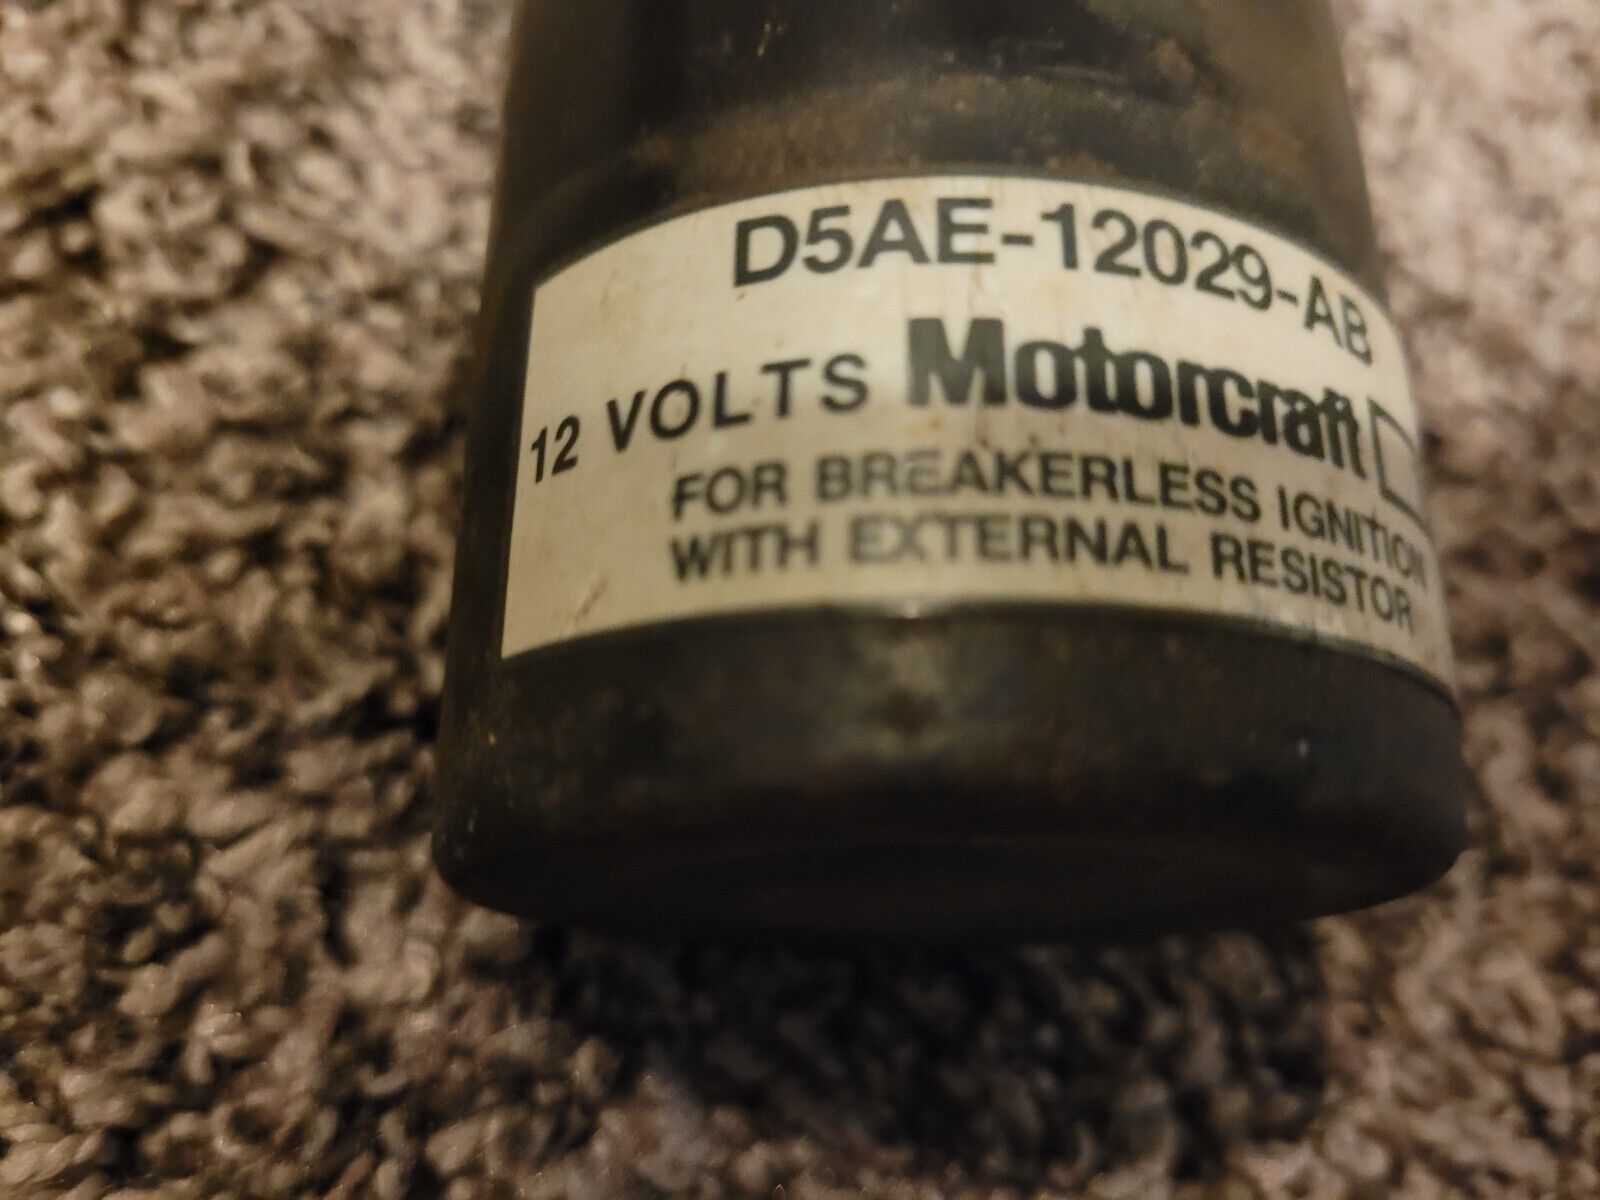 D5AE-12029-AB
12 VOLTS Motorcraft
FOR BREAKERLESS IGNITION
WITH EXTERNAL RESISTOR